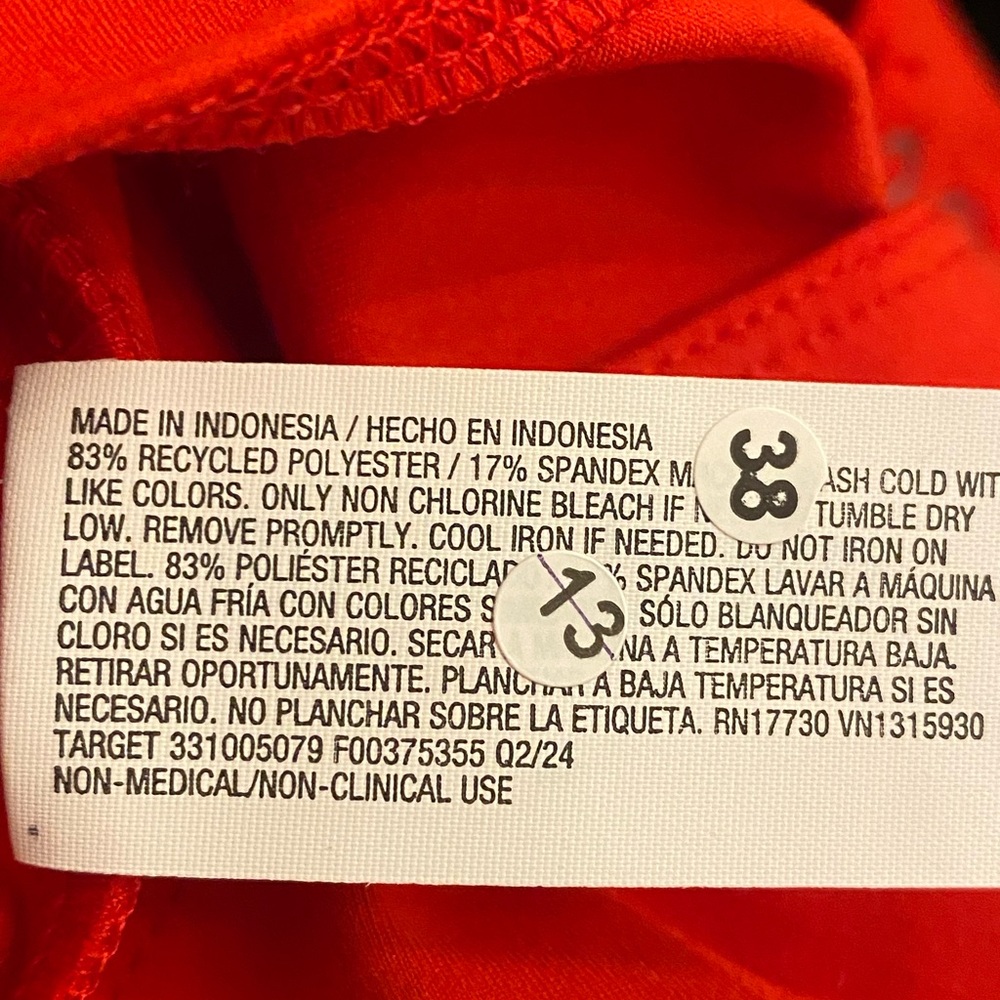 MADE IN INDONESIA / HECHO EN INDONESIA
83% RECYCLED POLYESTER / 17% SPANDEX M ASH COLD WIT
LIKE COLORS. ONLY NON CHLORINE BLEACH IF N TUMBLE DRY
LOW. REMOVE PROMPTLY. COOL IRON IF NEEDED. DO NOT IRON ON
LABEL. 83% POLIÉSTER RECICLAD % SPANDEX LAVAR A MÁQUINA
CON AGUA FRÍA CON COLORES S SÓLO BLANQUEADOR SIN
CLORO SI ES NECESARIO. SECAR NA A TEMPERATURA BAJA.
RETIRAR OPORTUNAMENTE. PLANCHAR A BAJA TEMPERATURA SI ES
NECESARIO. NO PLANCHAR SOBRE LA ETIQUETA. RN17730 VN1315930
TARGET 331005079 F00375355 Q2/24
NON-MEDICAL/NON-CLINICAL USE
38
13